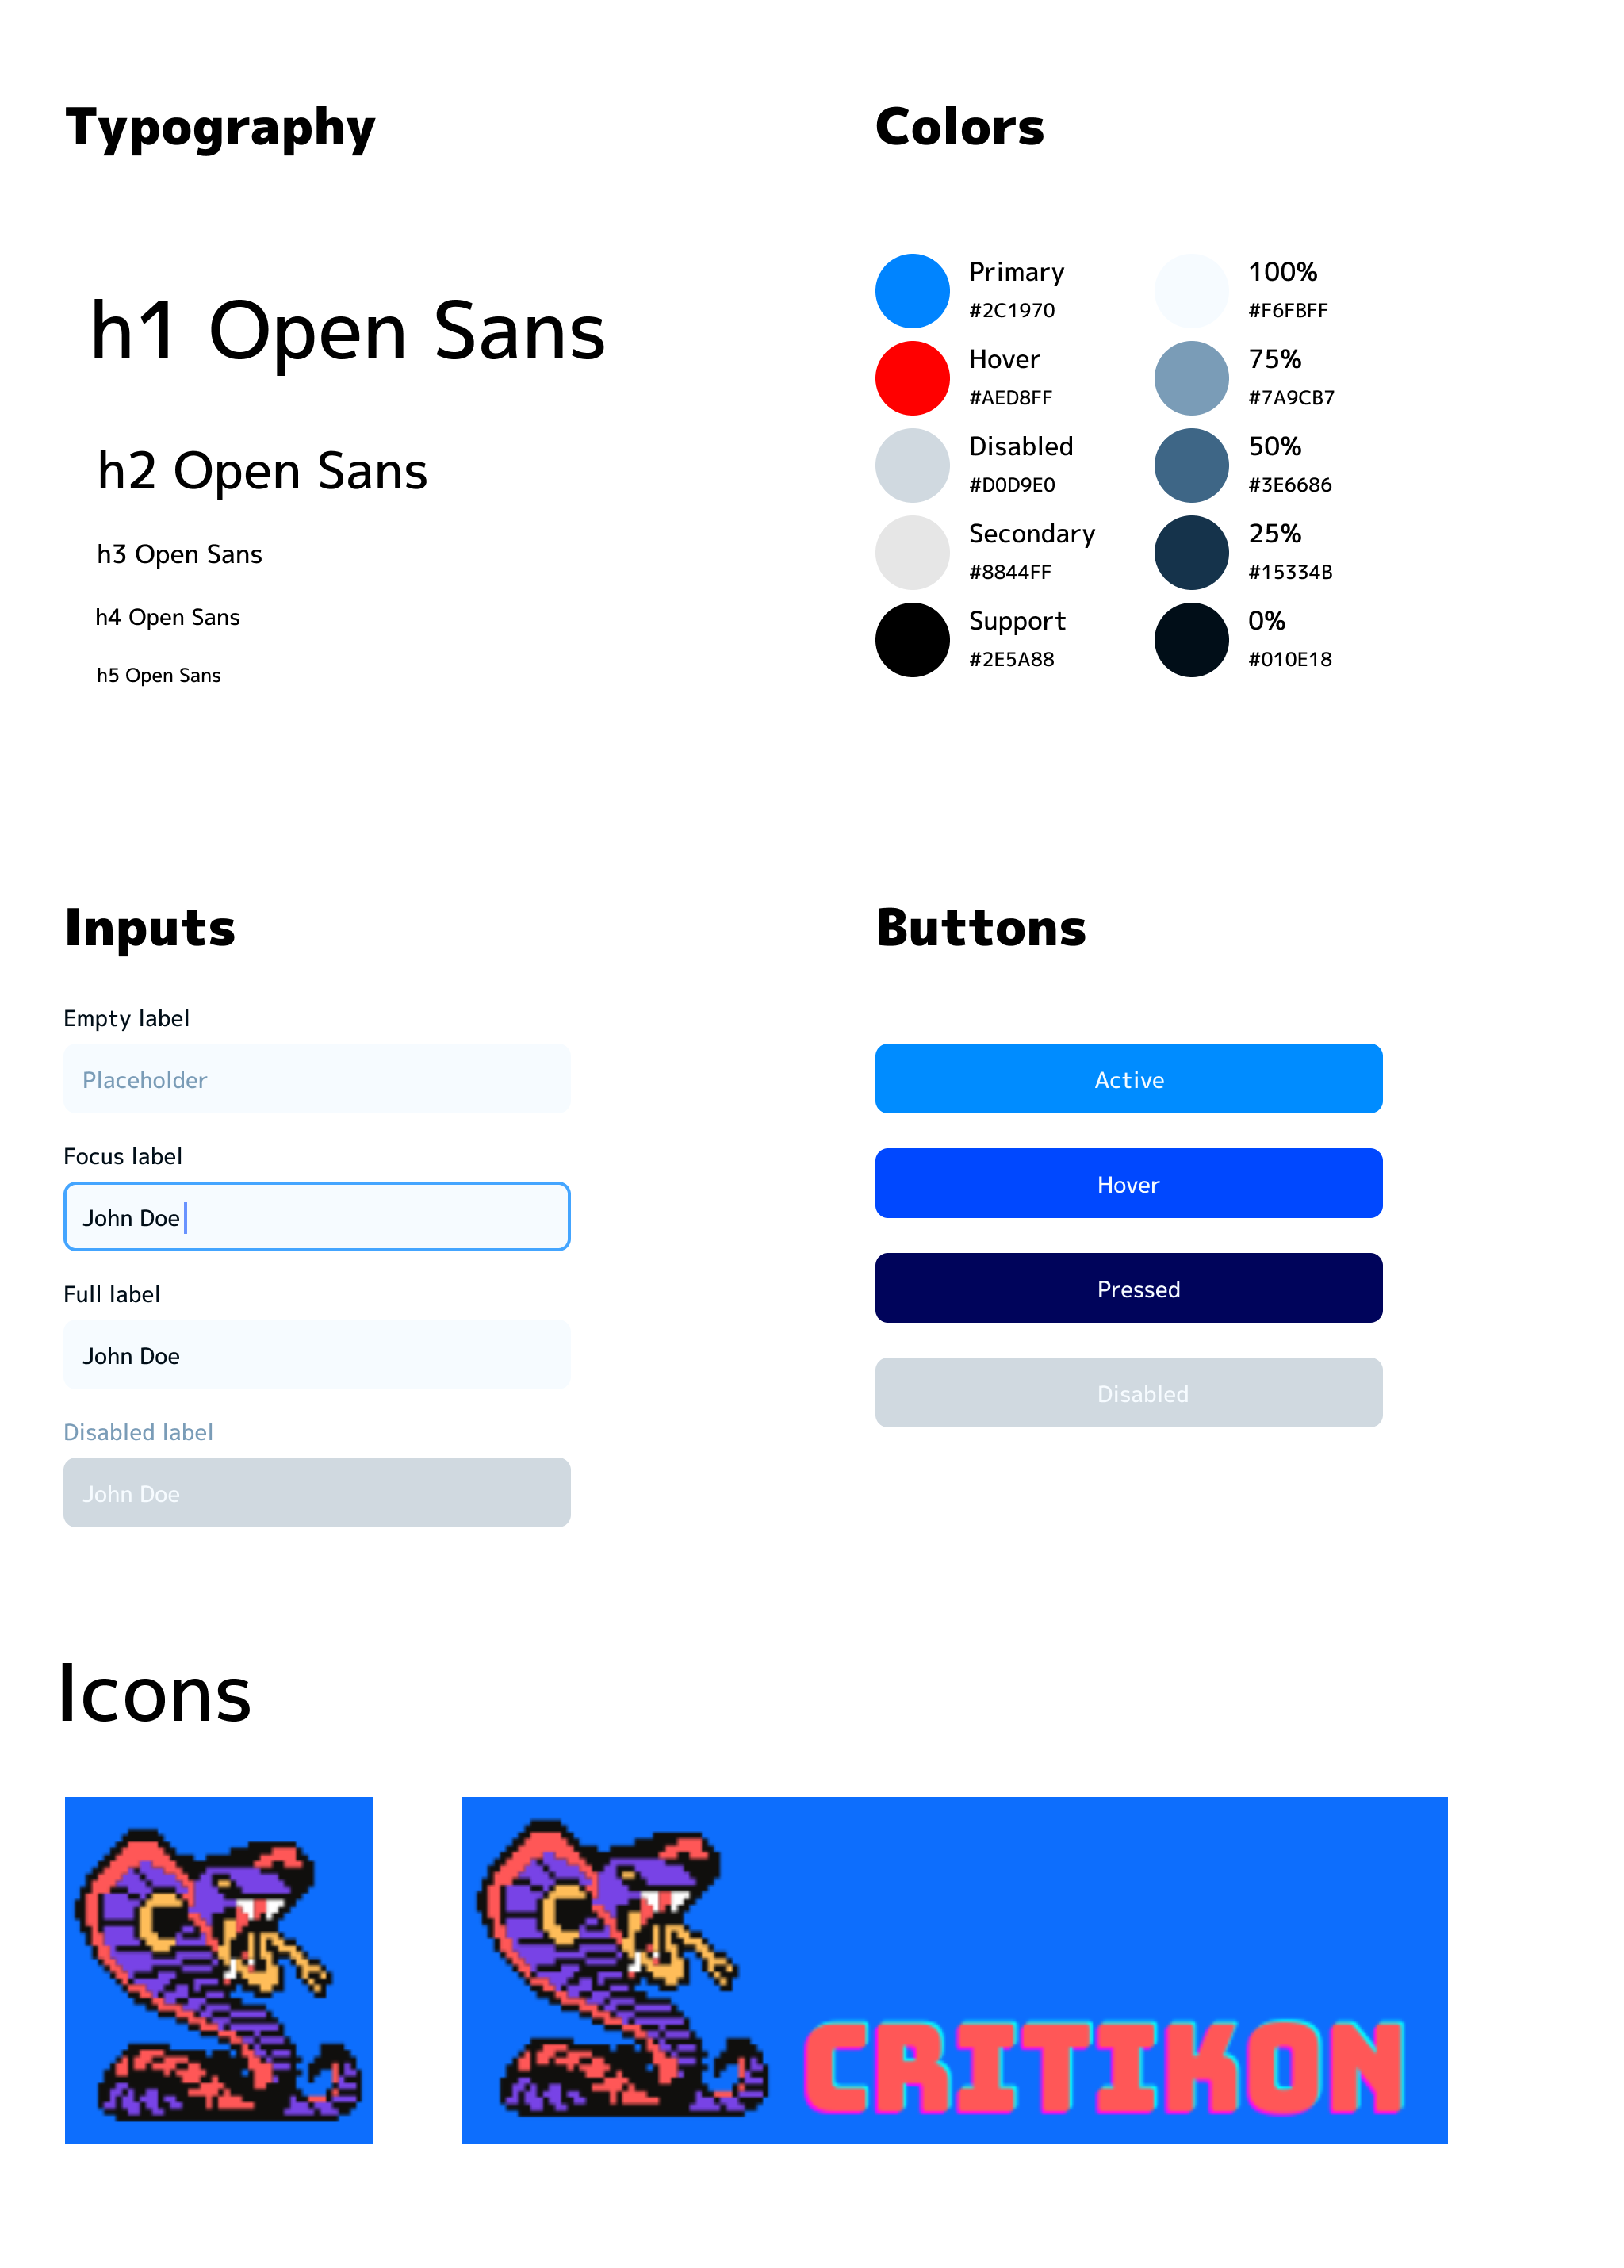 Typography
h1 Open Sans
h2 Open Sans
h3 Open Sans
h4 Open Sans
h5 Open Sans
Colors
Primary
#2C1970
Hover
#AED8FF
Disabled
#D0D9E0
Secondary
#8844FF
Support
#2E5A88
100%
#F6FBFF
75%
#7A9CB7
50%
#3E6686
25%
#15334B
0%
#010E18
Inputs
Empty label
Placeholder
Focus label
John Doe
Full label
John Doe
Disabled label
John Doe
Buttons
Active
Hover
Pressed
Disabled
Icons
CRITIKON